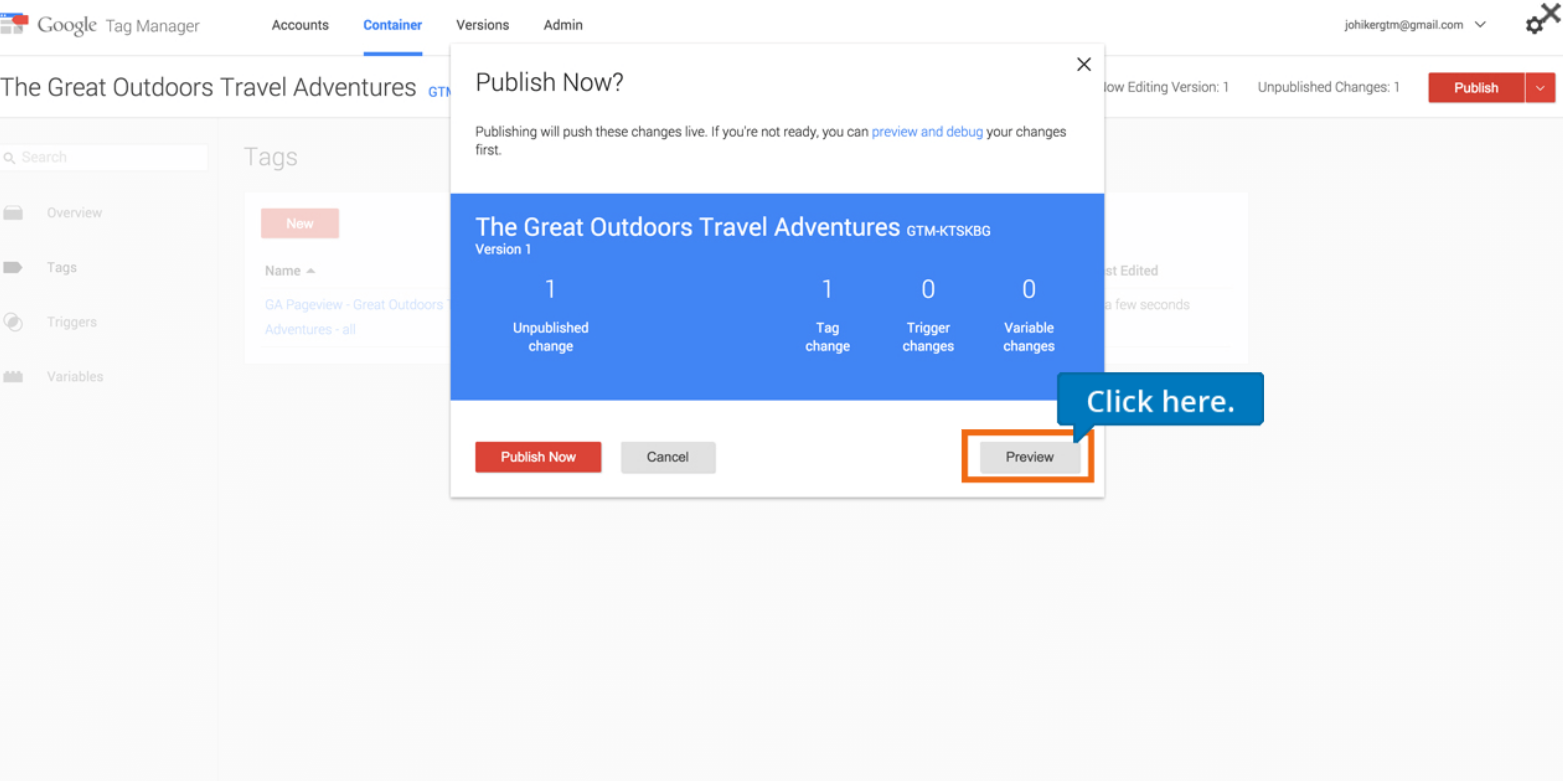 Google Tag Manager
Accounts
Container
Versions
Admin
johikergtm@gmail.com
The Great Outdoors Travel Adventures
Now Editing Version: 1
Unpublished Changes: 1
Publish
Search
Overview
Tags
Triggers
Variables
Tags
New
Name
GA Pageview - Great Outdoors
Adventures - all
Edited
a few seconds
Publish Now?
Publishing will push these changes live. If you're not ready, you can preview and debug your changes
first.
The Great Outdoors Travel Adventures GTM-KTSKBG
Version 1
1
Unpublished
change
1
Tag
change
0
Trigger
changes
0
Variable
changes
Click here.
Publish Now
Cancel
Preview